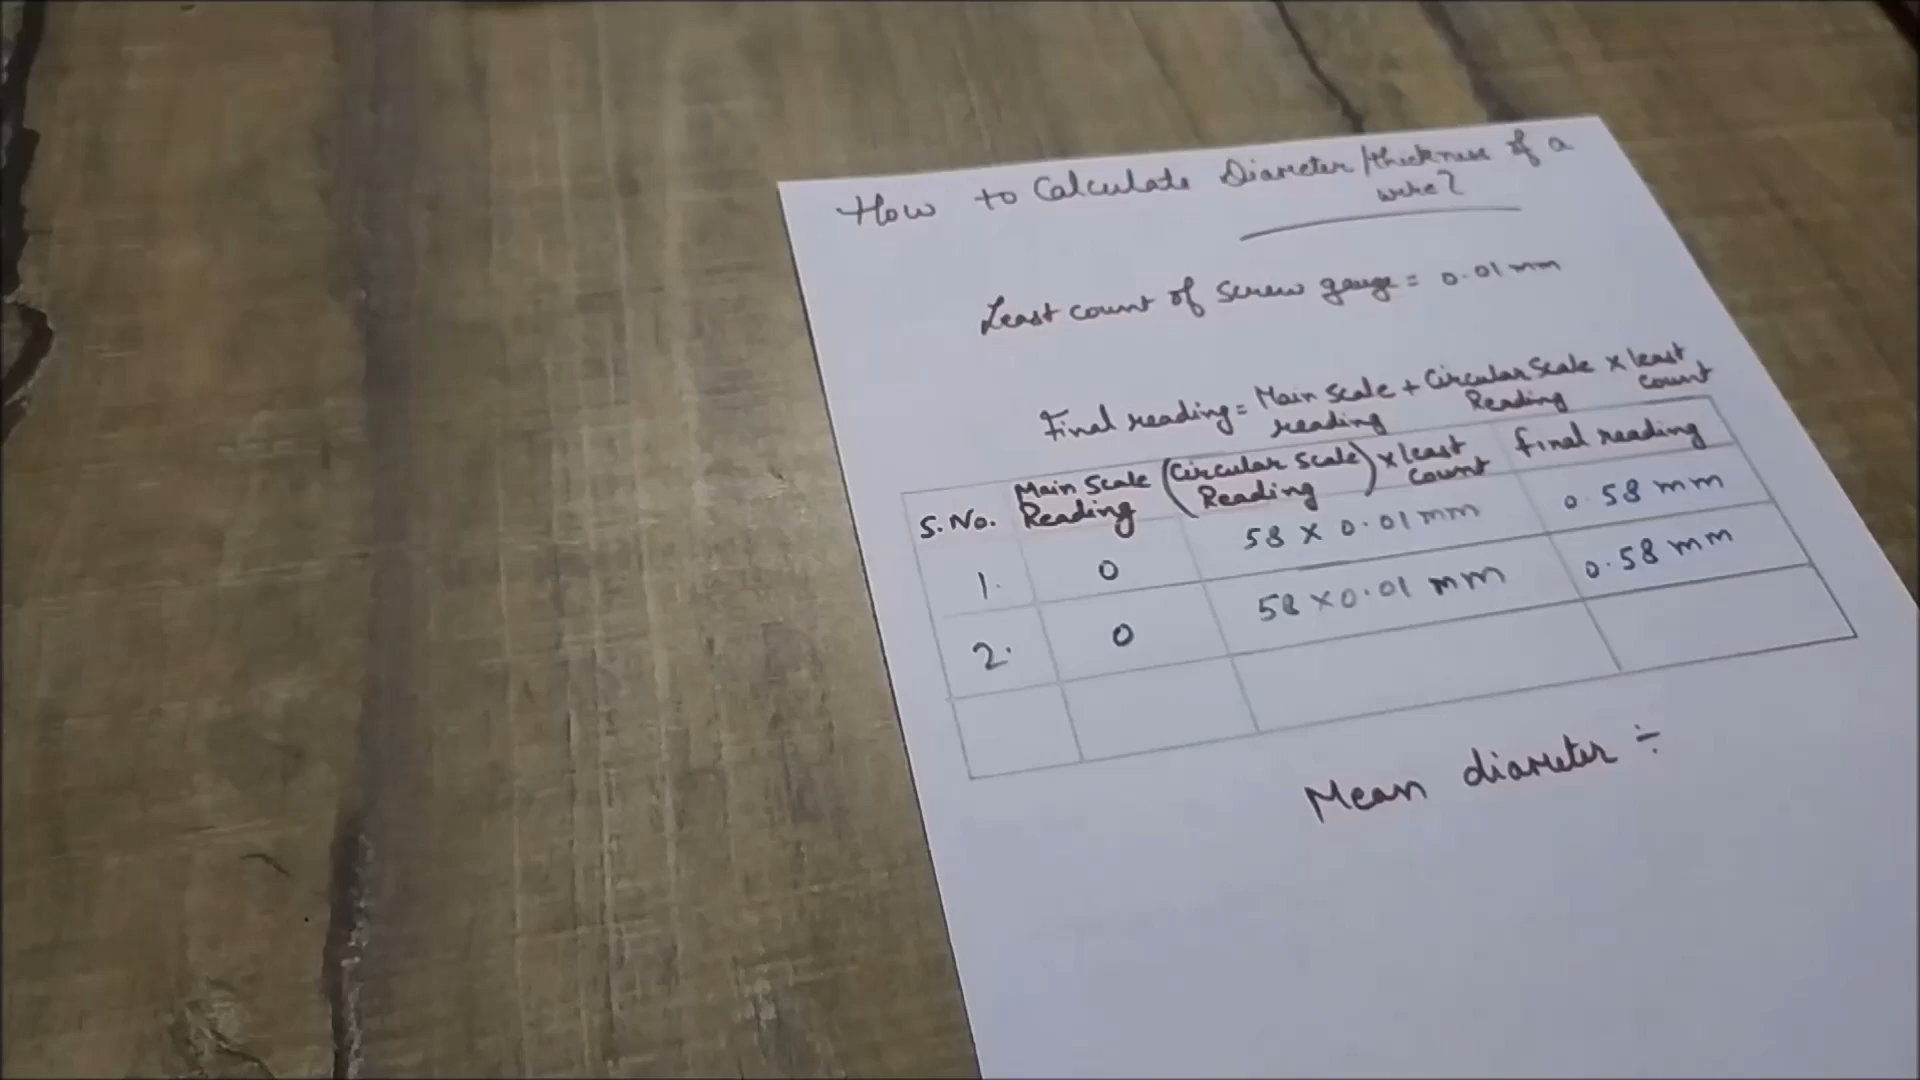 How to Calculate Diameter/thickness of a
wire?
Least count of screw gauge = 0.01 mm
Final reading = Main Scale + Circular Scale × least
reading Reading count
S.No. Main Scale (Circular Scale) × least final reading
Reading Reading count
1. 0 58 × 0.01 mm 0.58 mm
2. 0 58 × 0.01 mm 0.58 mm
Mean diameter ÷